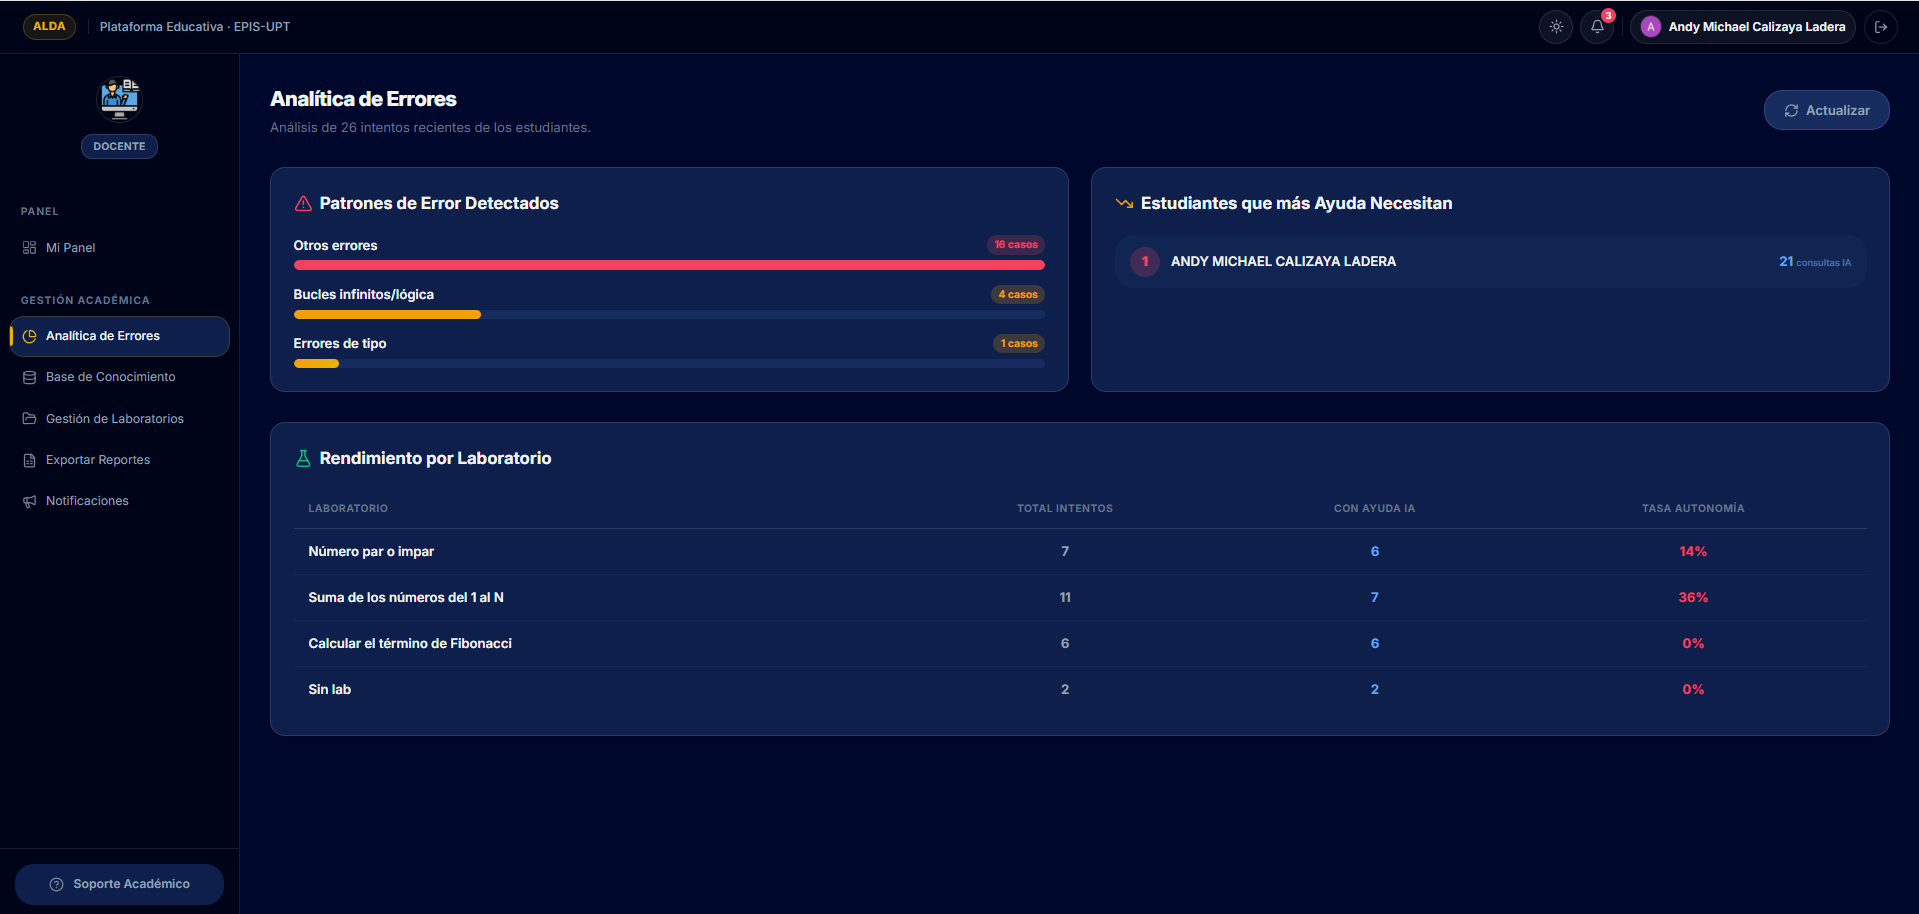 ALDA
Plataforma Educativa · EPIS-UPT
3
A
Andy Michael Calizaya Ladera
DOCENTE
PANEL
Mi Panel
GESTIÓN ACADÉMICA
Analítica de Errores
Base de Conocimiento
Gestión de Laboratorios
Exportar Reportes
Notificaciones
Soporte Académico
Analítica de Errores
Análisis de 26 intentos recientes de los estudiantes.
Actualizar
Patrones de Error Detectados
Otros errores 16 casos
Bucles infinitos/lógica 4 casos
Errores de tipo 1 casos
Estudiantes que más Ayuda Necesitan
1 ANDY MICHAEL CALIZAYA LADERA 21 consultas IA
Rendimiento por Laboratorio
LABORATORIO TOTAL INTENTOS CON AYUDA IA TASA AUTONOMÍA
Número par o impar 7 6 14%
Suma de los números del 1 al N 11 7 36%
Calcular el término de Fibonacci 6 6 0%
Sin lab 2 2 0%